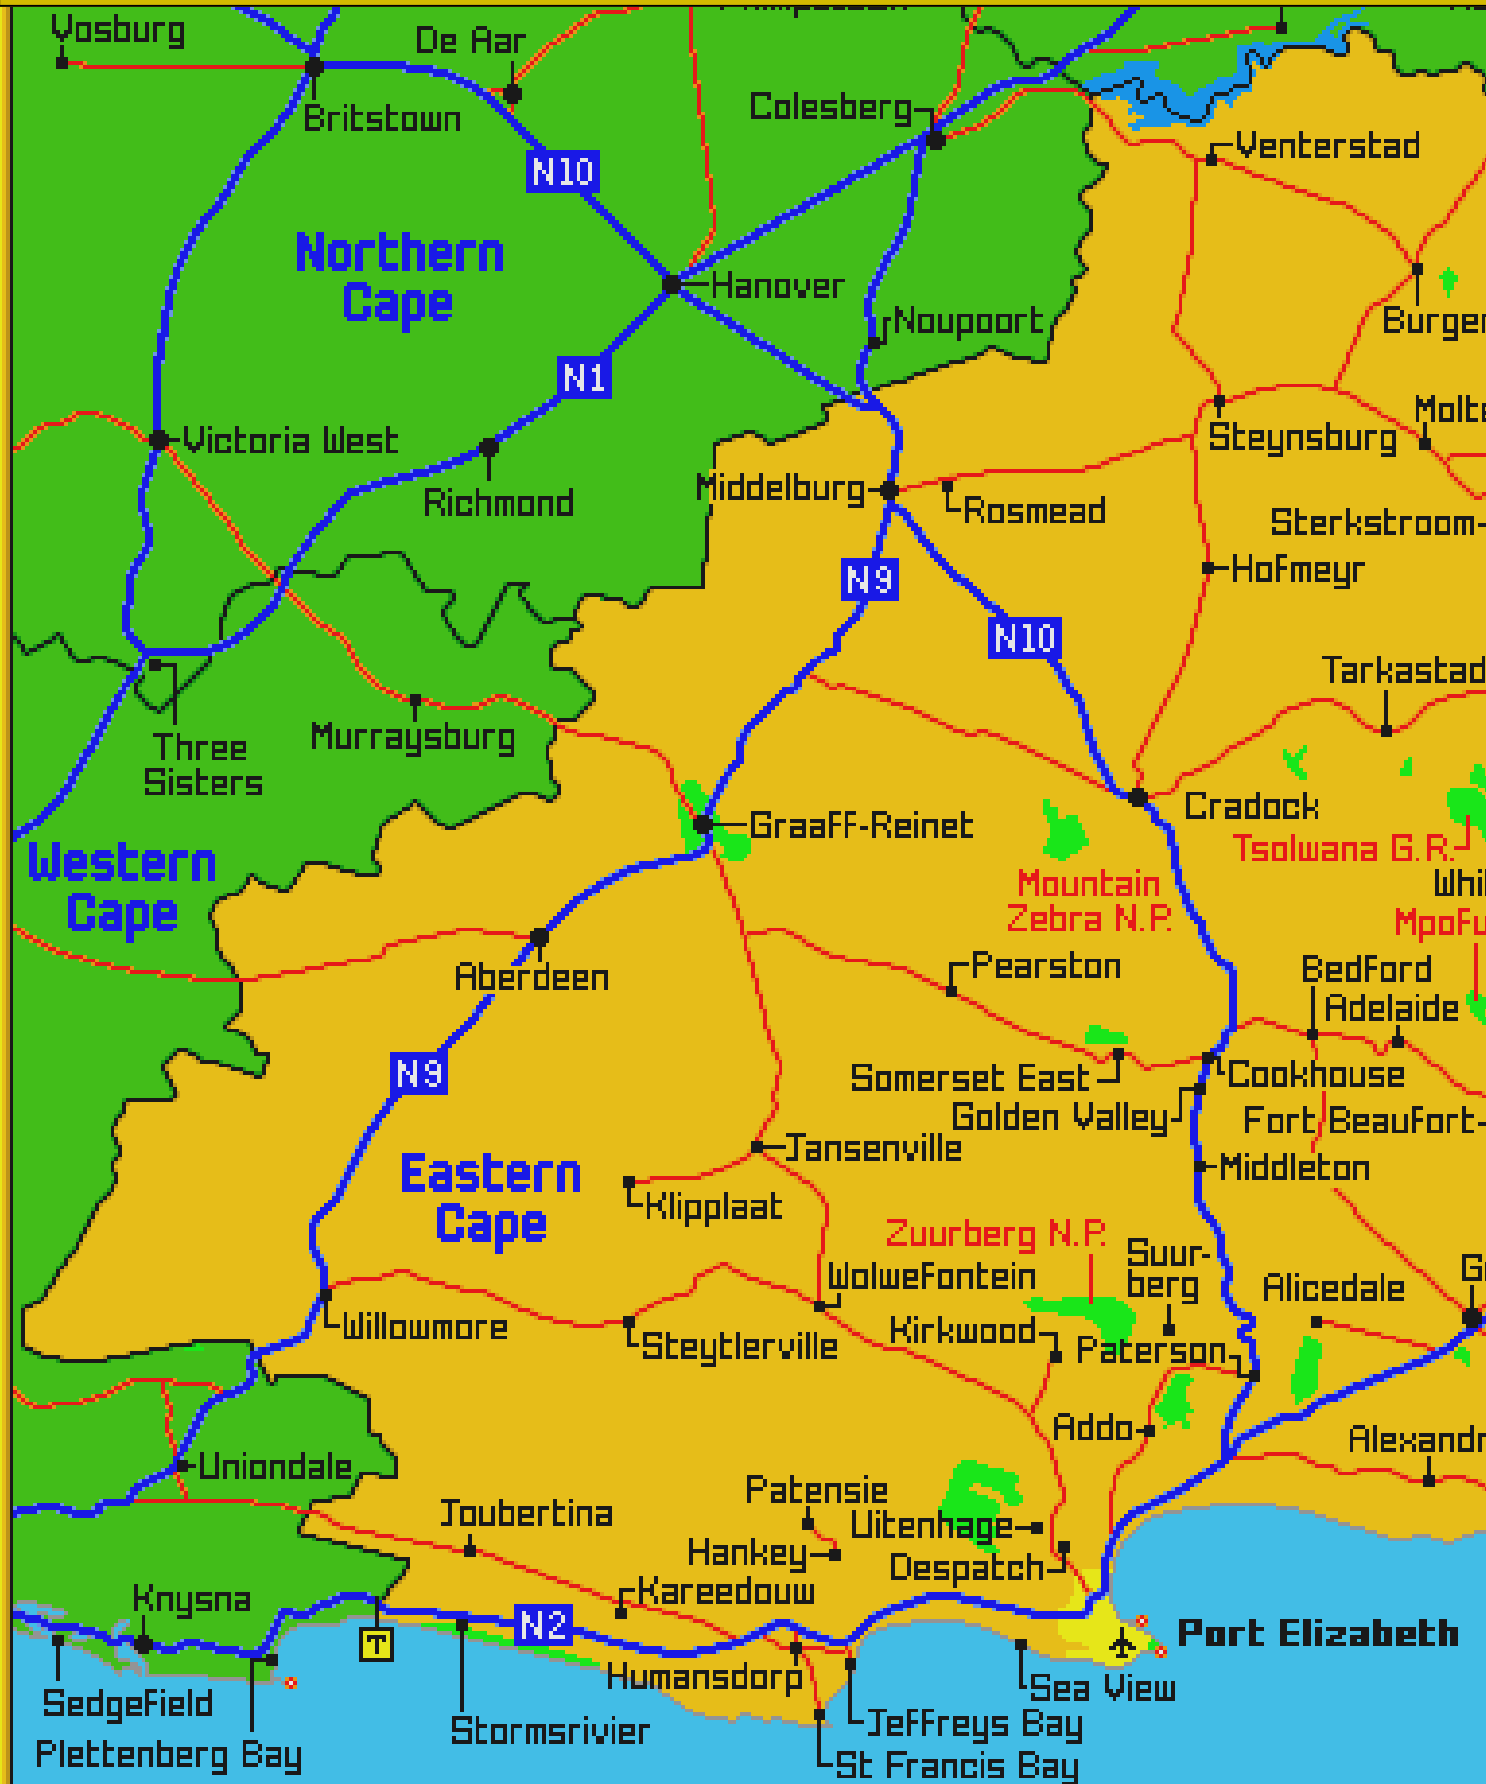 Vosburg
De Aar
Britstown
Colesberg
Venterstad
N10
Northern
Cape
Hanover
Noupoort
Burger
N1
Victoria West
Molte
Steynsburg
Richmond
Middelburg
Rosmead
Sterkstroom
N9
Hofmeyr
N10
Tarkastad
Murraysburg
Three
Sisters
Graaff-Reinet
Cradock
Tsolwana G.R.
Western
Cape
Mountain
Zebra N.P.
Whi
Mpofu
Aberdeen
Pearston
Bedford
Adelaide
N9
Somerset East
Cookhouse
Golden Valley
Fort Beaufort
Jansenville
Middleton
Eastern
Cape
Klipplaat
Zuurberg N.P.
Suur-
berg
Wolwefontein
Alicedale
G
Willowmore
Steytlerville
Kirkwood
Paterson
Addo
Alexandr
Uniondale
Patensie
Joubertina
Uitenhage
Hankey
Despatch
Knysna
Kareedouw
N2
T
Port Elizabeth
Humansdorp
Sea View
Sedgefield
Stormsrivier
Jeffreys Bay
Plettenberg Bay
St Francis Bay